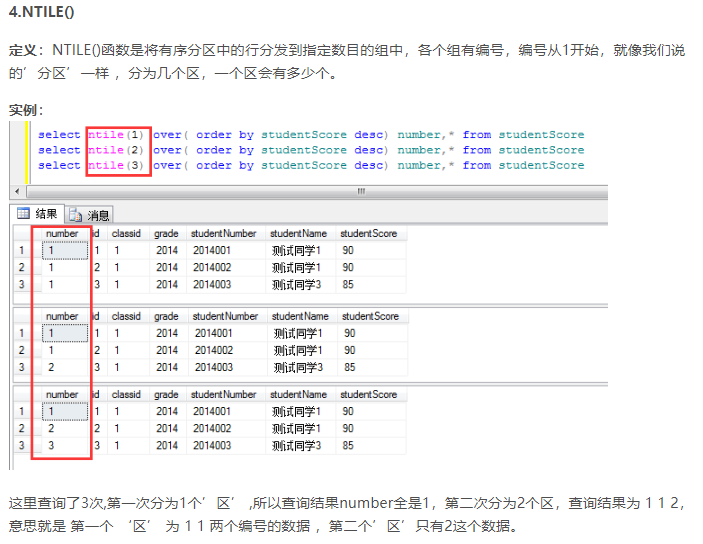 4.NTILE()
定义：NTILE()函数是将有序分区中的行分发到指定数目的组中，各个组有编号，编号从1开始，就像我们说
的’分区’一样 ，分为几个区，一个区会有多少个。
实例：
select ntile(1) over( order by studentScore desc) number,* from studentScore
select ntile(2) over( order by studentScore desc) number,* from studentScore
select ntile(3) over( order by studentScore desc) number,* from studentScore
结果 消息
number id classid grade studentNumber studentName studentScore
1 1 1 1 2014 2014001 测试同学1 90
2 1 2 1 2014 2014002 测试同学1 90
3 1 3 1 2014 2014003 测试同学3 85
number id classid grade studentNumber studentName studentScore
1 1 1 1 2014 2014001 测试同学1 90
2 1 2 1 2014 2014002 测试同学1 90
3 2 3 1 2014 2014003 测试同学3 85
number id classid grade studentNumber studentName studentScore
1 1 1 1 2014 2014001 测试同学1 90
2 2 2 1 2014 2014002 测试同学1 90
3 3 3 1 2014 2014003 测试同学3 85
这里查询了3次,第一次分为1个’区’ ,所以查询结果number全是1，第二次分为2个区，查询结果为 1 1 2，
意思就是 第一个 ‘区’ 为 1 1 两个编号的数据 ，第二个’区’只有2这个数据。